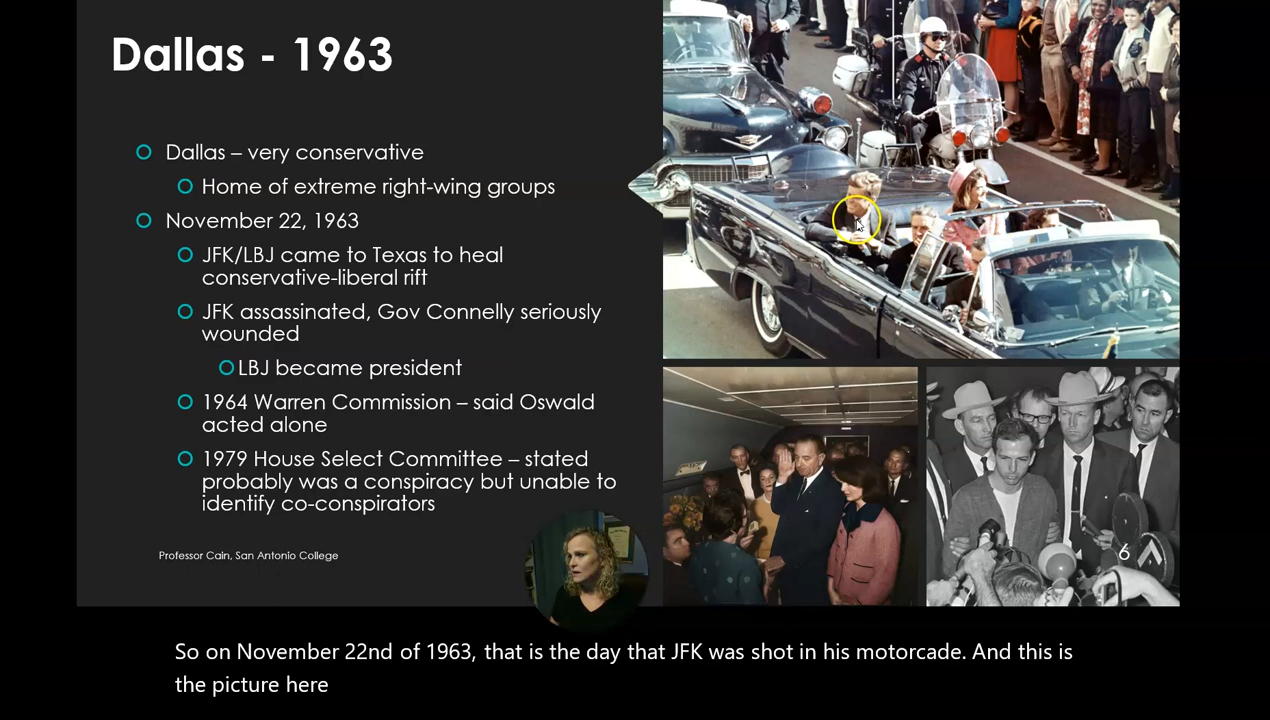 Dallas - 1963
Dallas – very conservative
Home of extreme right-wing groups
November 22, 1963
JFK/LBJ came to Texas to heal
conservative-liberal rift
JFK assassinated, Gov Connelly seriously
wounded
LBJ became president
1964 Warren Commission – said Oswald
acted alone
1979 House Select Committee – stated
probably was a conspiracy but unable to
identify co-conspirators
Professor Cain, San Antonio College
6
So on November 22nd of 1963, that is the day that JFK was shot in his motorcade. And this is
the picture here